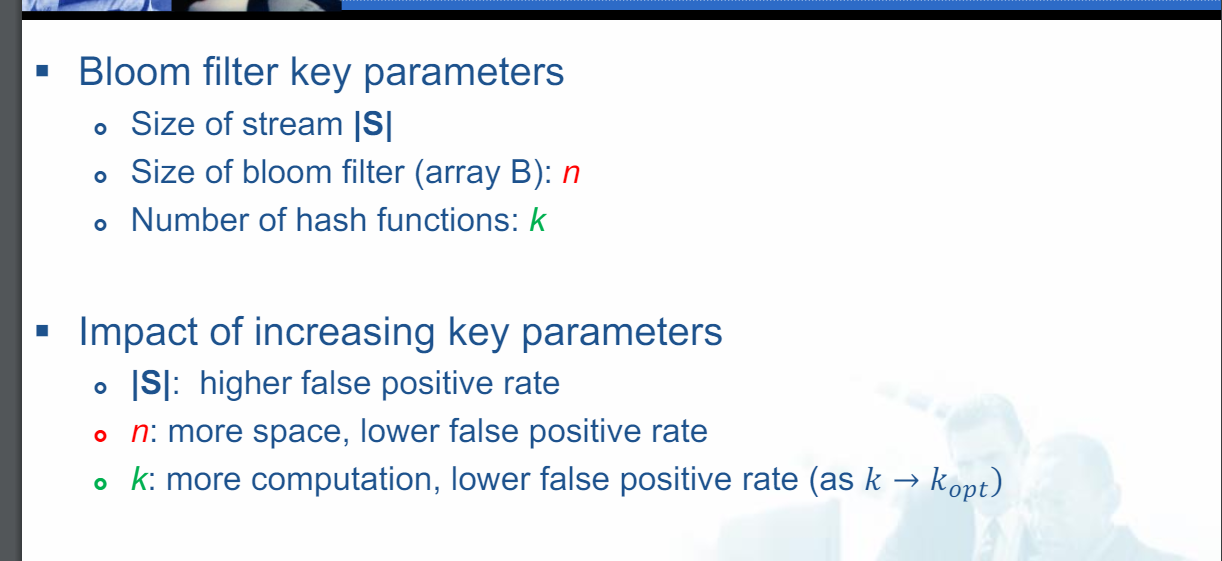 ▪ Bloom filter key parameters
∘ Size of stream |S|
∘ Size of bloom filter (array B): n
∘ Number of hash functions: k
▪ Impact of increasing key parameters
∘ |S|: higher false positive rate
∘ n: more space, lower false positive rate
∘ k: more computation, lower false positive rate (as k → k_opt)